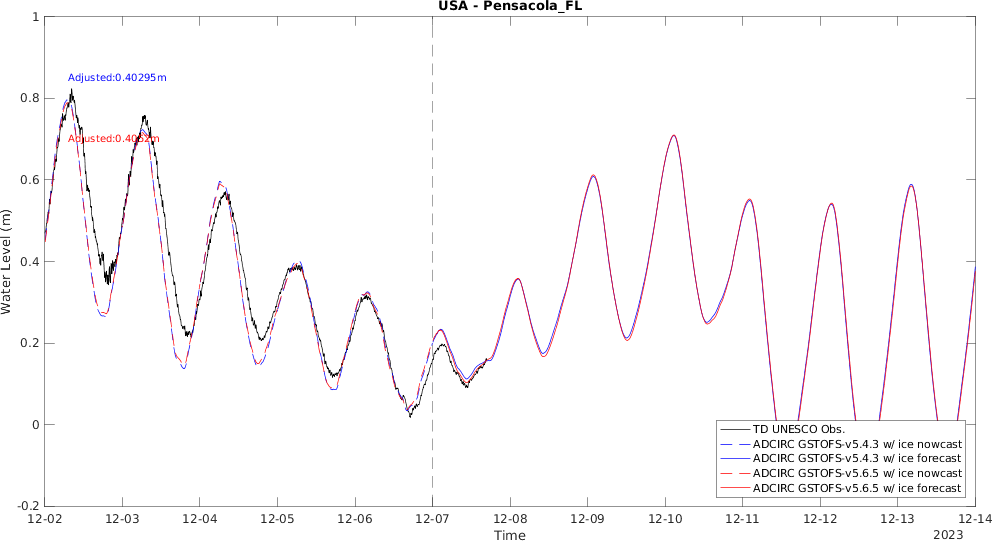 USA - Pensacola_FL
1
0.8
0.6
0.4
0.2
0
-0.2
Water Level (m)
Adjusted:0.40295m
Adjusted:0.4052m
TD UNESCO Obs.
ADCIRC GSTOFS-v5.4.3 w/ ice nowcast
ADCIRC GSTOFS-v5.4.3 w/ ice forecast
ADCIRC GSTOFS-v5.6.5 w/ ice nowcast
ADCIRC GSTOFS-v5.6.5 w/ ice forecast
12-02 12-03 12-04 12-05 12-06 12-07 12-08 12-09 12-10 12-11 12-12 12-13 12-14
Time
2023